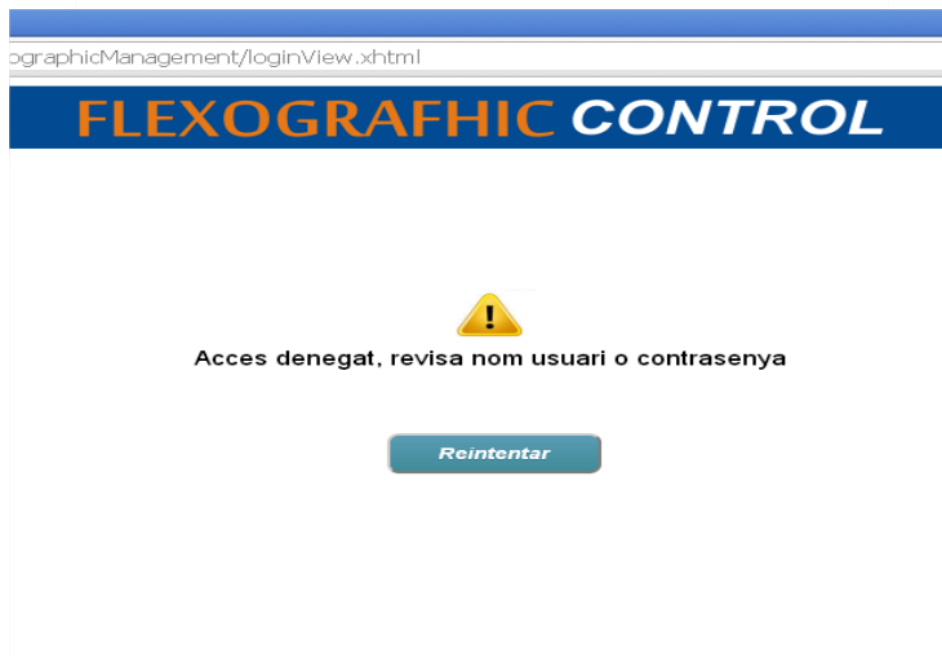 ographicManagement/loginView.xhtml
FLEXOGRAFHIC CONTROL
Acces denegat, revisa nom usuari o contrasenya
Reintentar